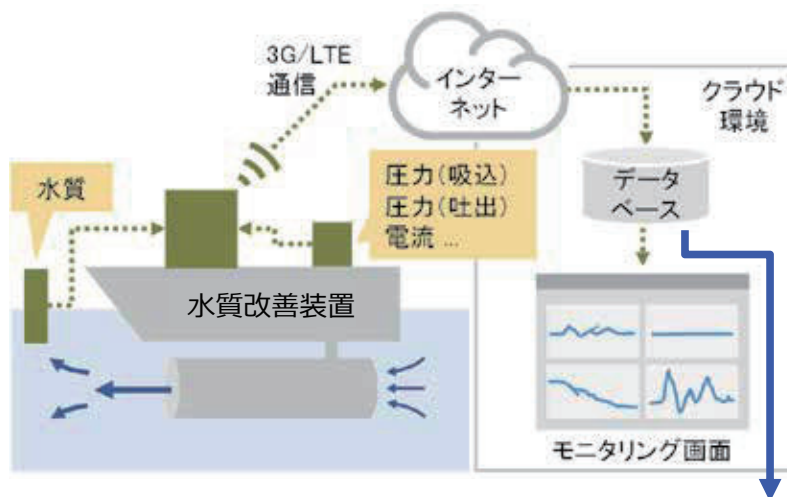 3G/LTE
通信
インター
ネット
クラウド
環境
水質
圧力(吸込)
圧力(吐出)
電流 ...
データ
ベース
水質改善装置
モニタリング画面